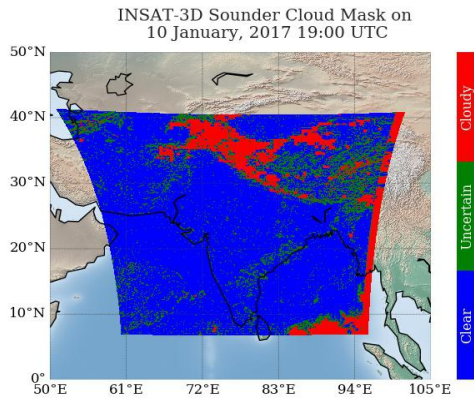 INSAT-3D Sounder Cloud Mask on
10 January, 2017 19:00 UTC
50°N
40°N
30°N
20°N
10°N
0°
50°E 61°E 72°E 83°E 94°E 105°E
Cloudy
Uncertain
Clear